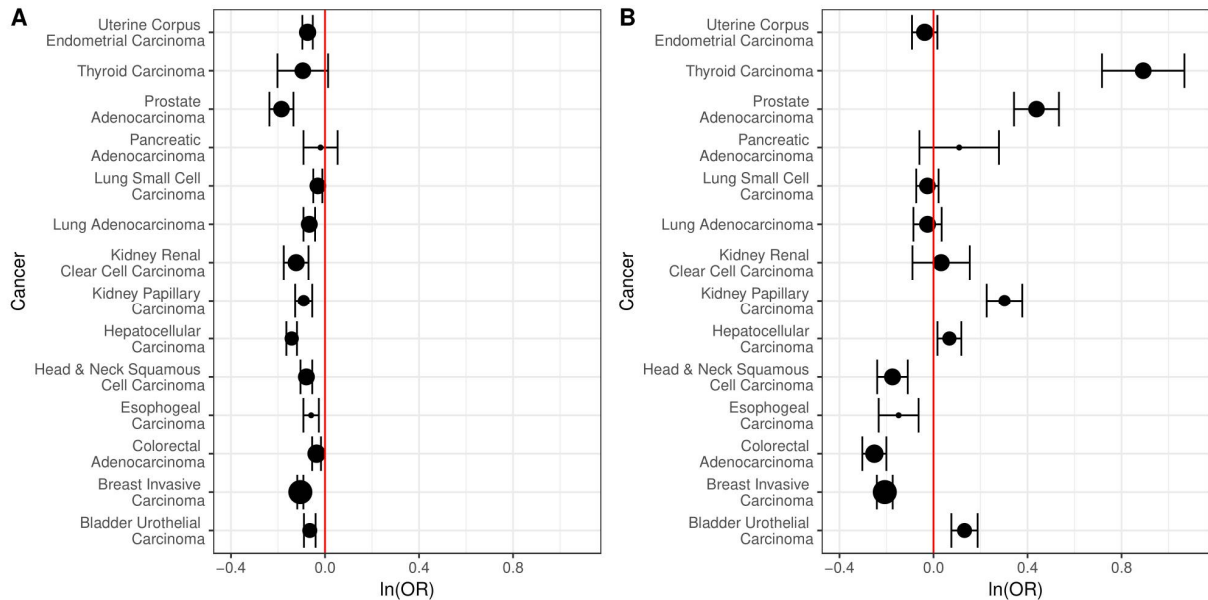 A
Uterine Corpus
Endometrial Carcinoma
Thyroid Carcinoma
Prostate
Adenocarcinoma
Pancreatic
Adenocarcinoma
Lung Small Cell
Carcinoma
Lung Adenocarcinoma
Kidney Renal
Clear Cell Carcinoma
Kidney Papillary
Carcinoma
Hepatocellular
Carcinoma
Head & Neck Squamous
Cell Carcinoma
Esophogeal
Carcinoma
Colorectal
Adenocarcinoma
Breast Invasive
Carcinoma
Bladder Urothelial
Carcinoma
Cancer
−0.4 0.0 0.4 0.8
ln(OR)
B
Uterine Corpus
Endometrial Carcinoma
Thyroid Carcinoma
Prostate
Adenocarcinoma
Pancreatic
Adenocarcinoma
Lung Small Cell
Carcinoma
Lung Adenocarcinoma
Kidney Renal
Clear Cell Carcinoma
Kidney Papillary
Carcinoma
Hepatocellular
Carcinoma
Head & Neck Squamous
Cell Carcinoma
Esophogeal
Carcinoma
Colorectal
Adenocarcinoma
Breast Invasive
Carcinoma
Bladder Urothelial
Carcinoma
Cancer
−0.4 0.0 0.4 0.8
ln(OR)